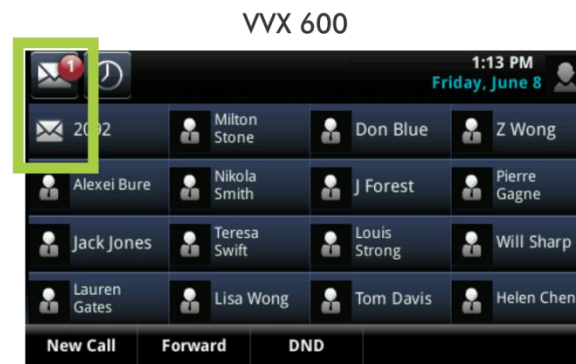 VVX 600
1
1:13 PM
Friday, June 8
2002
Milton
Stone
Don Blue
Z Wong
Alexei Bure
Nikola
Smith
J Forest
Pierre
Gagne
Jack Jones
Teresa
Swift
Louis
Strong
Will Sharp
Lauren
Gates
Lisa Wong
Tom Davis
Helen Chen
New Call
Forward
DND